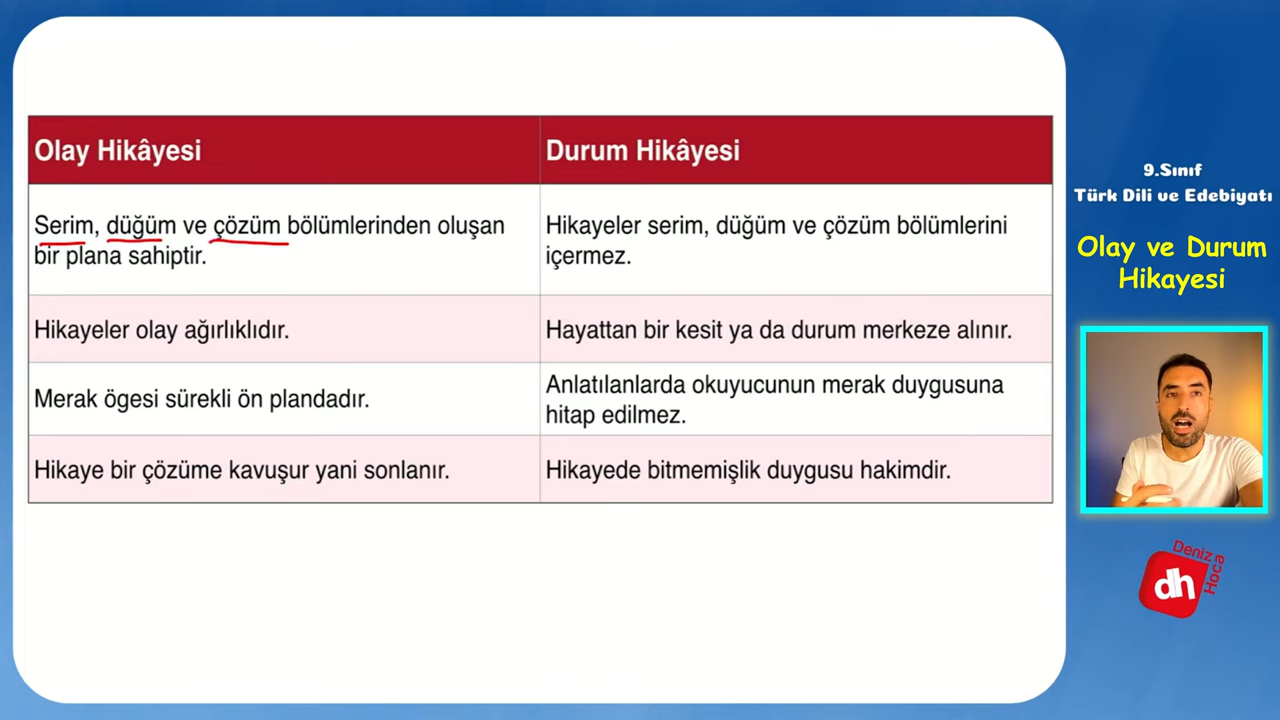 Olay Hikâyesi
Durum Hikâyesi
Serim, düğüm ve çözüm bölümlerinden oluşan
bir plana sahiptir.
Hikayeler serim, düğüm ve çözüm bölümlerini
içermez.
Hikayeler olay ağırlıklıdır.
Hayattan bir kesit ya da durum merkeze alınır.
Merak ögesi sürekli ön plandadır.
Anlatılanlarda okuyucunun merak duygusuna
hitap edilmez.
Hikaye bir çözüme kavuşur yani sonlanır.
Hikayede bitmemişlik duygusu hakimdir.
9.Sınıf
Türk Dili ve Edebiyatı
Olay ve Durum
Hikayesi
Deniz
Hoca
dh